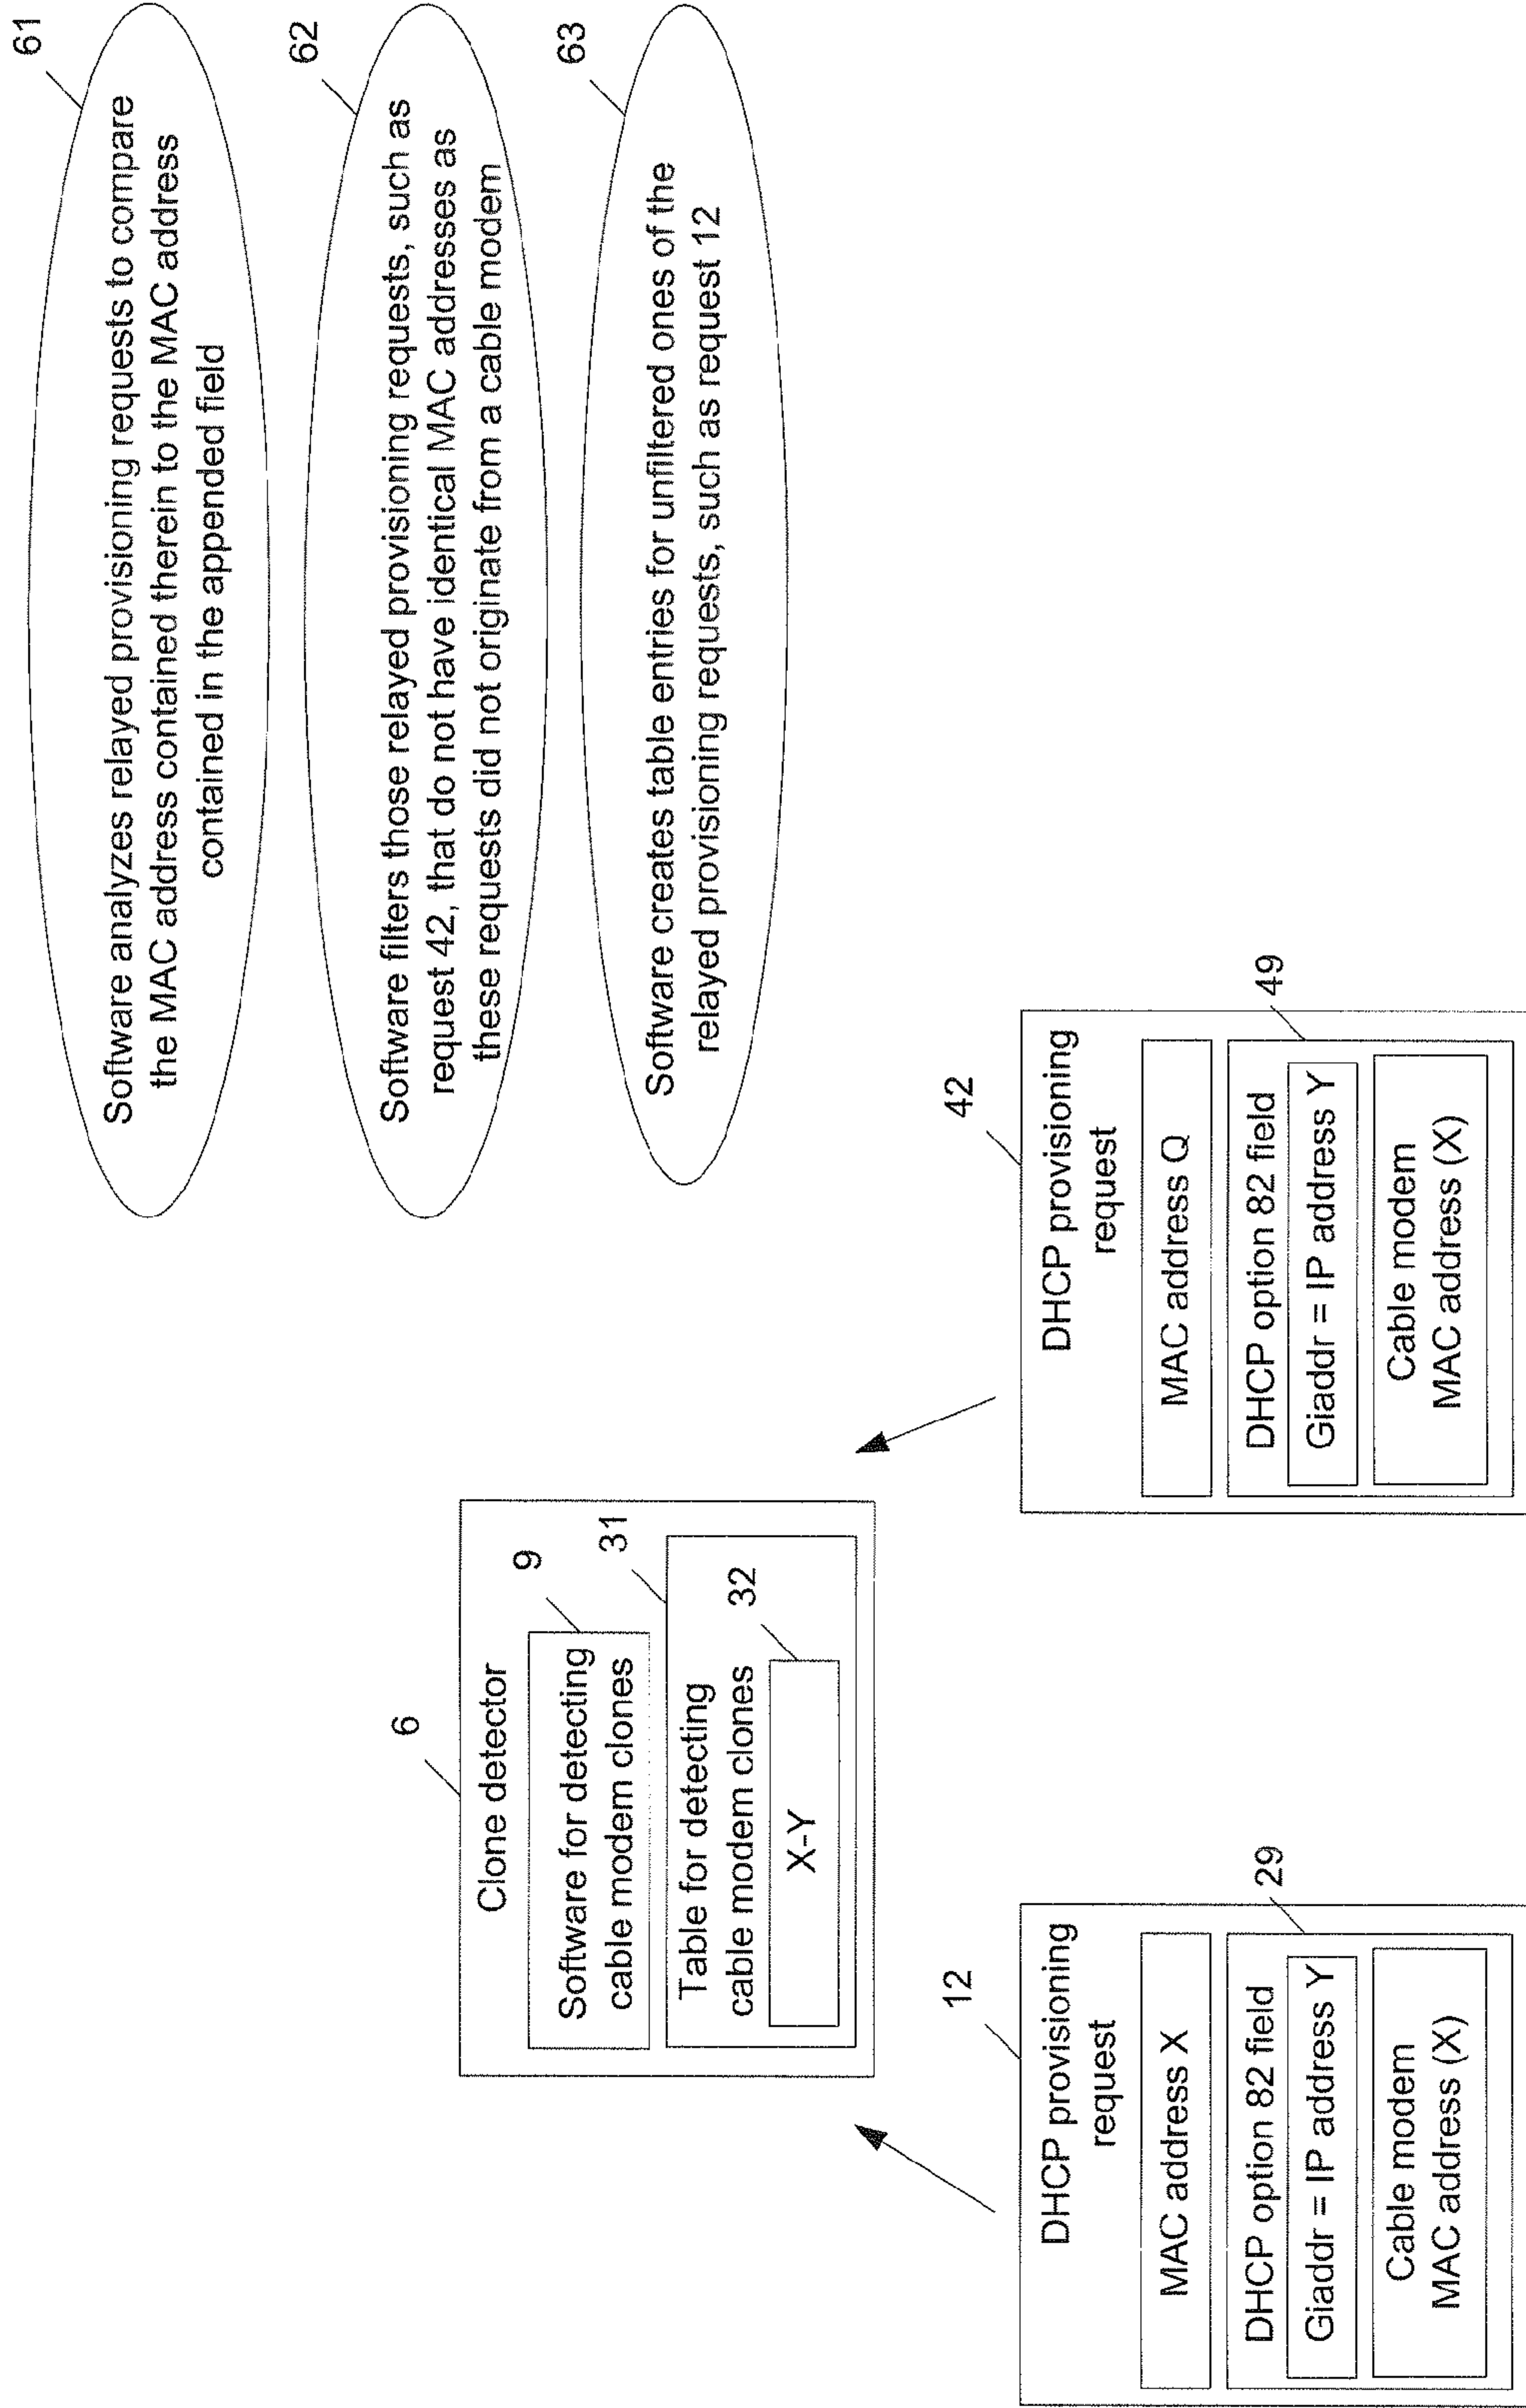 61
Software analyzes relayed provisioning requests to compare
the MAC address contained therein to the MAC address
contained in the appended field
62
Software filters those relayed provisioning requests, such as
request 42, that do not have identical MAC addresses as
these requests did not originate from a cable modem
63
Software creates table entries for unfiltered ones of the
relayed provisioning requests, such as request 12
6
Clone detector
9
Software for detecting
cable modem clones
31
Table for detecting
cable modem clones
32
X-Y
12
DHCP provisioning
request
MAC address X
29
DHCP option 82 field
Giaddr = IP address Y
Cable modem
MAC address (X)
42
DHCP provisioning
request
MAC address Q
49
DHCP option 82 field
Giaddr = IP address Y
Cable modem
MAC address (X)